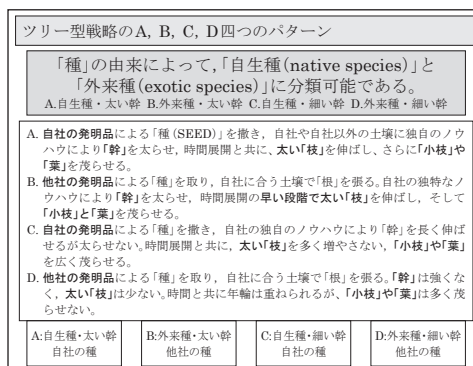 ツリー型戦略のA, B, C, D四つのパターン
「種」の由来によって,「自生種(native species)」と
「外来種(exotic species)」に分類可能である。
A.自生種・太い幹 B.外来種・太い幹 C.自生種・細い幹 D.外来種・細い幹
A. 自社の発明品による「種(SEED)」を撒き, 自社や自社以外の土壌に独自のノウ
ハウにより「幹」を太らせ, 時間展開と共に、太い「枝」を伸ばし、さらに「小枝」や
「葉」を茂らせる。
B. 他社の発明品による「種」を取り, 自社に合う土壌で「根」を張る。自社の独特なノ
ウハウにより「幹」を太らせ, 時間展開の早い段階で太い「枝」を伸ばし, そして
「小枝」と「葉」を茂らせる。
C. 自社の発明品による「種」を撒き, 自社の独自のノウハウにより「幹」を長く伸ば
せるが太らせない。時間展開と共に, 太い「枝」を多く増やさない, 「小枝」や「葉」
を広く茂らせる。
D. 他社の発明品による「種」を取り, 自社に合う土壌で「根」を張る。「幹」は強くな
く, 太い「枝」は少ない。時間と共に年輪は重ねられるが、「小枝」や「葉」は多く茂
らせない。
A:自生種・太い幹
自社の種
B:外来種・太い幹
他社の種
C:自生種・細い幹
自社の種
D:外来種・細い幹
他社の種